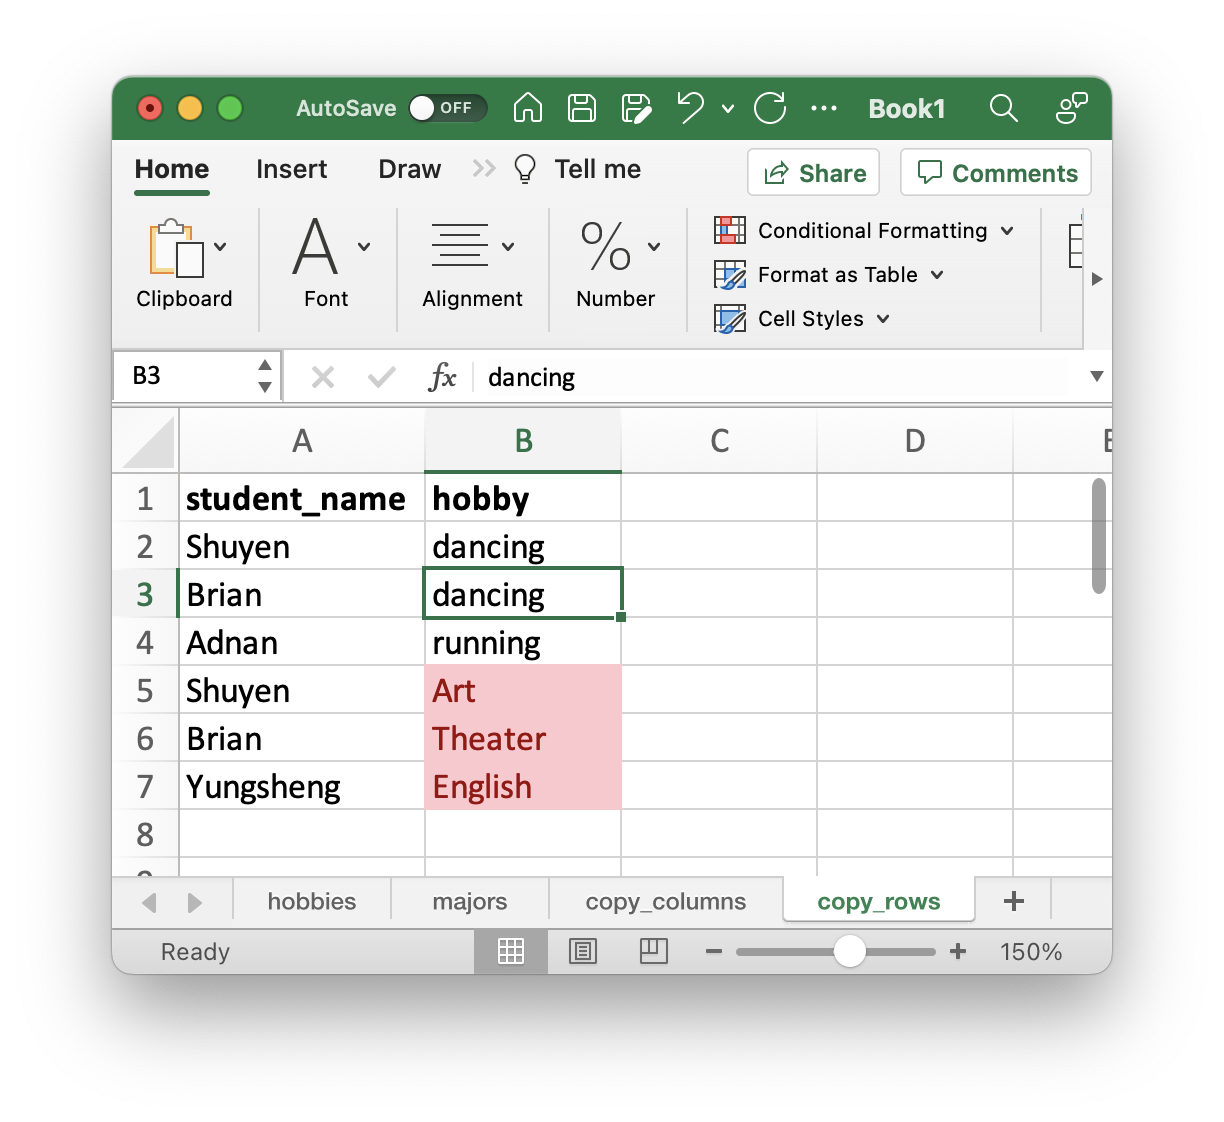 AutoSave OFF Book1
Home Insert Draw Tell me Share Comments
Clipboard Font Alignment Number
Conditional Formatting
Format as Table
Cell Styles
B3 fx dancing
A B C D
1 student_name hobby
2 Shuyen dancing
3 Brian dancing
4 Adnan running
5 Shuyen Art
6 Brian Theater
7 Yungsheng English
8
hobbies majors copy_columns copy_rows +
Ready 150%